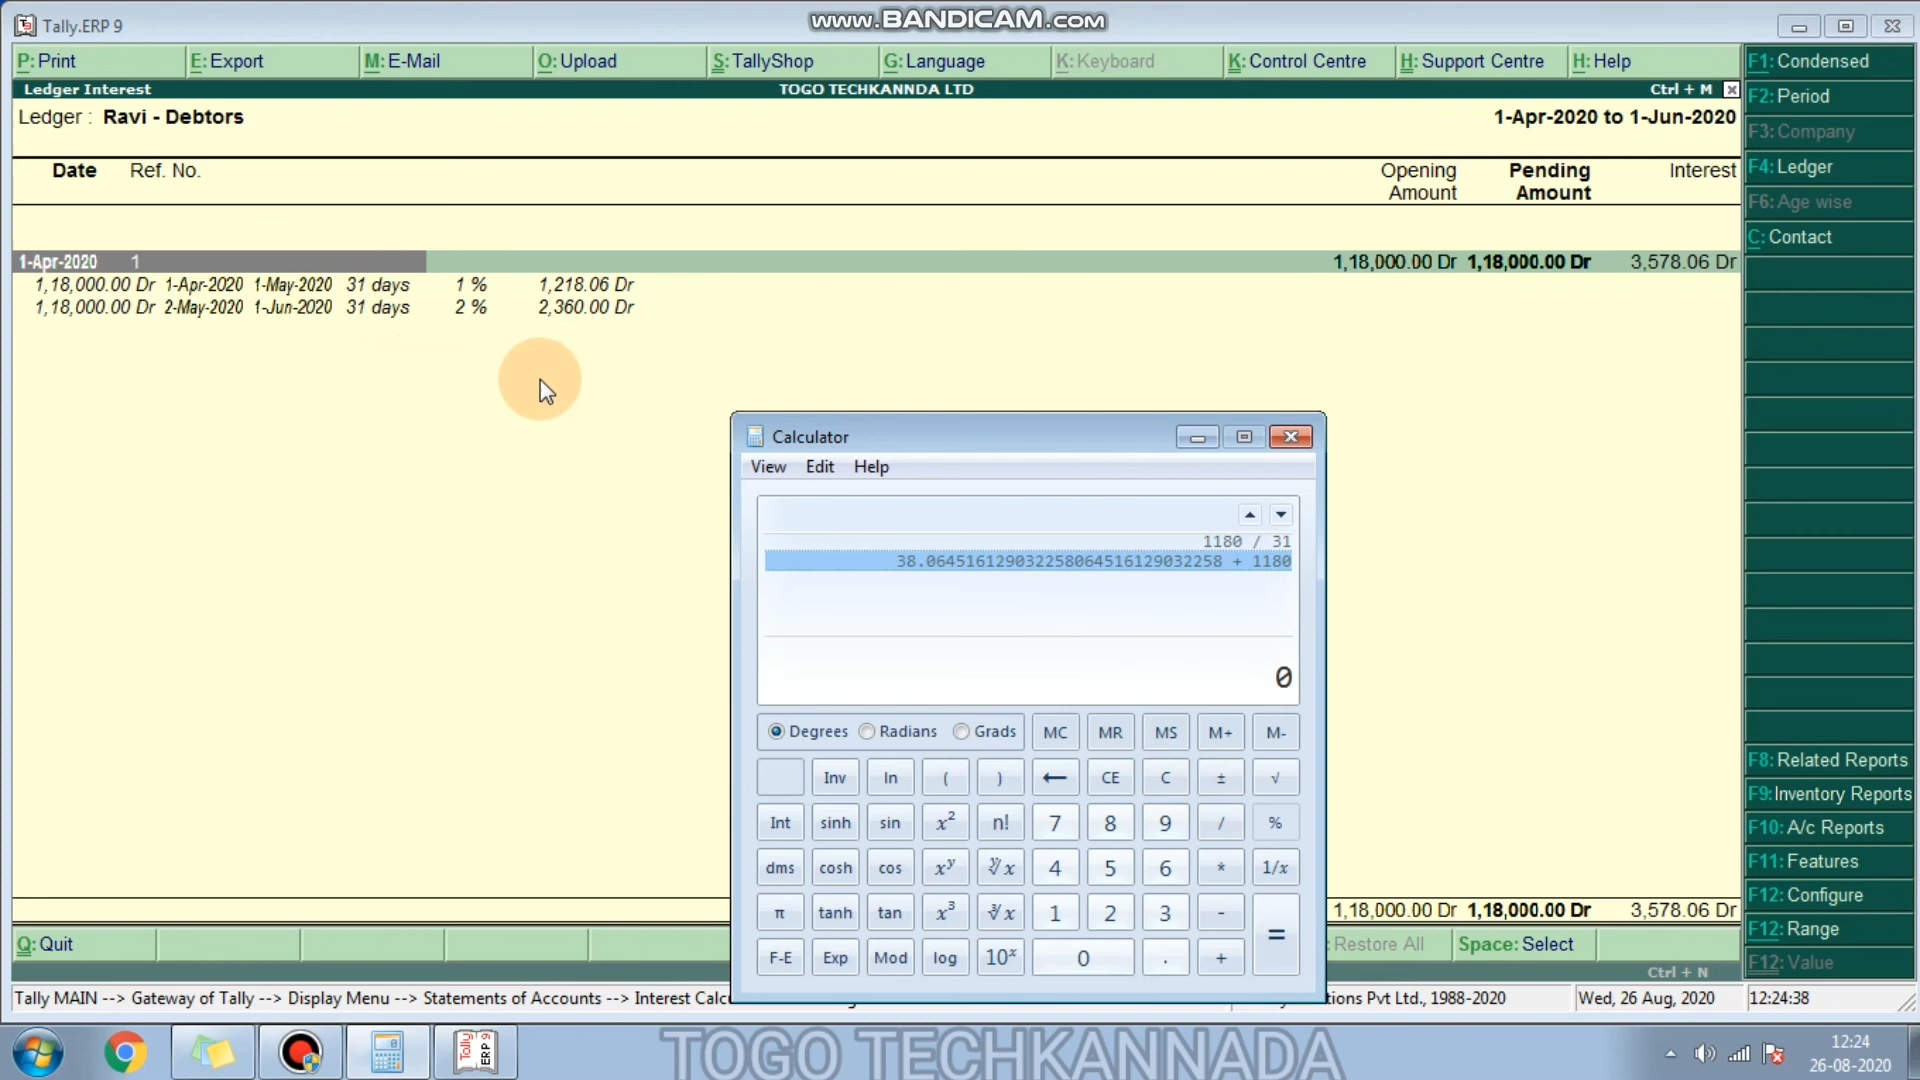 Tally.ERP 9
www.BANDICAM.com
P: Print
E: Export
M: E-Mail
O: Upload
S: TallyShop
G: Language
K: Keyboard
K: Control Centre
H: Support Centre
H: Help
Ledger Interest
TOGO TECHKANNDA LTD
Ctrl + M
Ledger : Ravi - Debtors
1-Apr-2020 to 1-Jun-2020
Date Ref. No. Opening Pending Interest
Amount Amount
1-Apr-2020 1 1,18,000.00 Dr 1,18,000.00 Dr 3,578.06 Dr
1,18,000.00 Dr 1-Apr-2020 1-May-2020 31 days 1 % 1,218.06 Dr
1,18,000.00 Dr 2-May-2020 1-Jun-2020 31 days 2 % 2,360.00 Dr
Calculator
View Edit Help
1180 / 31
38.064516129032258064516129032258 + 1180
0
Degrees Radians Grads MC MR MS M+ M-
Inv ln ( ) ← CE C ± √
Int sinh sin x² n! 7 8 9 / %
dms cosh cos xʸ ʸ√x 4 5 6 * 1/x
π tanh tan x³ ³√x 1 2 3 - =
F-E Exp Mod log 10ˣ 0 . +
1,18,000.00 Dr 1,18,000.00 Dr 3,578.06 Dr
Q: Quit
: Restore All
Space: Select
Ctrl + N
Tally MAIN --> Gateway of Tally --> Display Menu --> Statements of Accounts --> Interest Calcu
tions Pvt Ltd., 1988-2020
Wed, 26 Aug, 2020
12:24:38
F1: Condensed
F2: Period
F3: Company
F4: Ledger
F6: Age wise
C: Contact
F8: Related Reports
F9: Inventory Reports
F10: A/c Reports
F11: Features
F12: Configure
F12: Range
F12: Value
Tally ERP 9
TOGO TECHKANNADA
12:24
26-08-2020